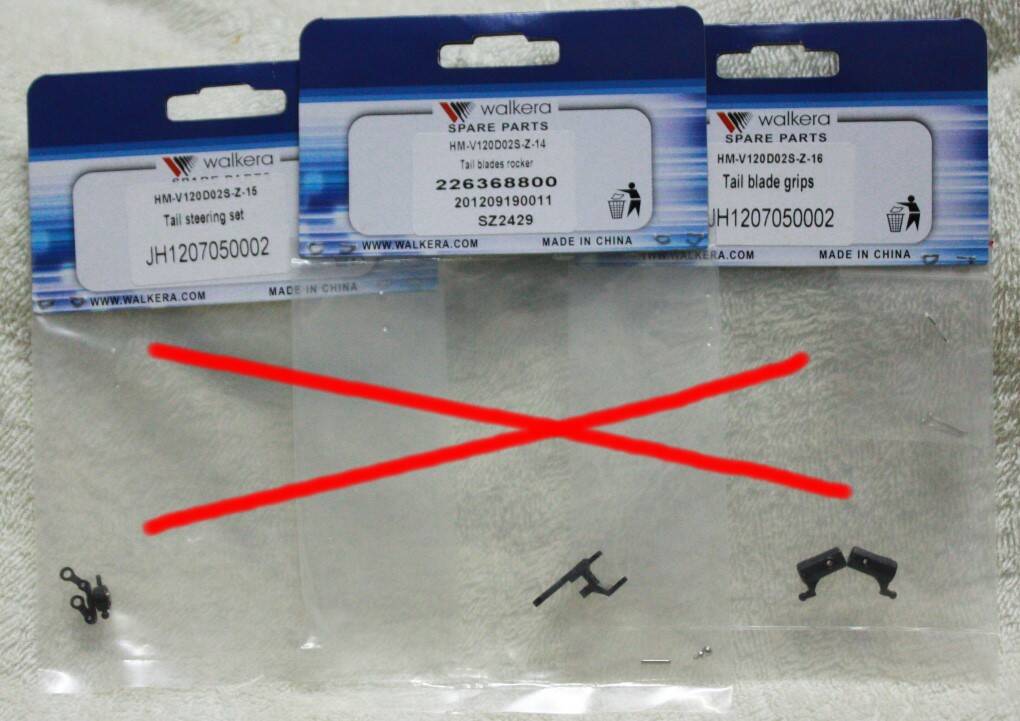 walkera
SPARE PARTS
HM-V120D02S-Z-15
Tail steering set
JH1207050002
WWW.WALKERA.COM
MADE IN CHINA
walkera
SPARE PARTS
HM-V120D02S-Z-14
Tail blades rocker
226368800
201209190011
SZ2429
WWW.WALKERA.COM
MADE IN CHINA
walkera
SPARE PARTS
HM-V120D02S-Z-16
Tail blade grips
JH1207050002
WWW.WALKERA.COM
MADE IN CHINA